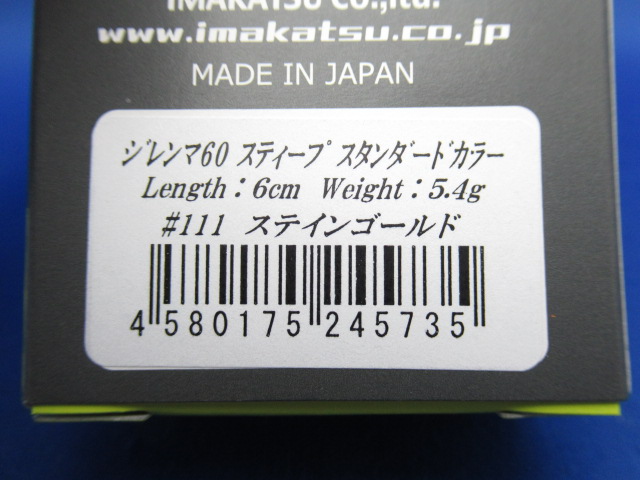 IMAKATSU Co.,ltd.
www.imakatsu.co.jp
MADE IN JAPAN
ジレンマ60 スティープ スタンダードカラー
Length：6cm Weight：5.4g
#111 ステインゴールド
4 580175 245735